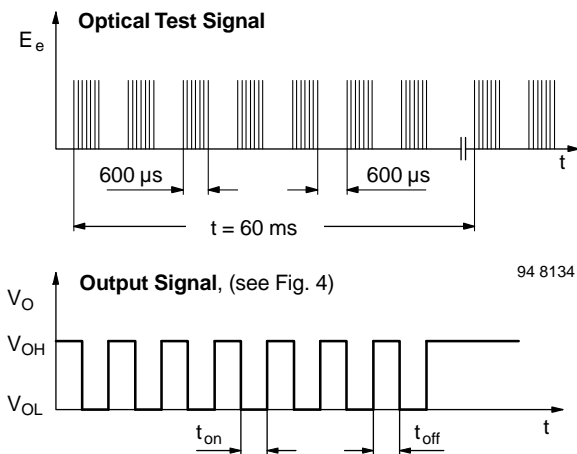 Optical Test Signal
E e
t
600 µs 600 µs
t = 60 ms
94 8134
Output Signal, (see Fig. 4)
V O
V OH
V OL
t
t on t off